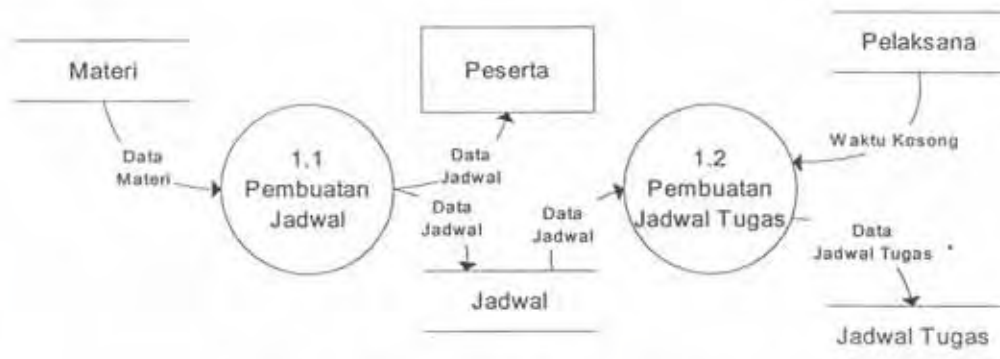 Materi
Peserta
Pelaksana
Data
Materi
1.1
Pembuatan
Jadwal
Data
Jadwal
Data
Jadwal
Data
Jadwal
1.2
Pembuatan
Jadwal Tugas
Waktu Kosong
Data
Jadwal Tugas
Jadwal
Jadwal Tugas